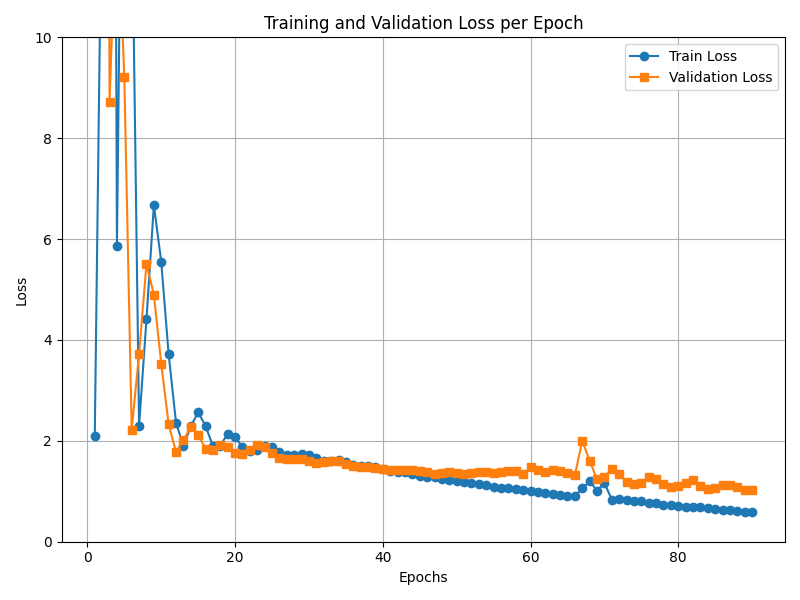 Training and Validation Loss per Epoch
Train Loss
Validation Loss
Loss
10
8
6
4
2
0
0 20 40 60 80
Epochs